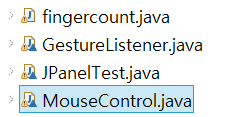 fingercount.java
GestureListener.java
JPanelTest.java
MouseControl.java